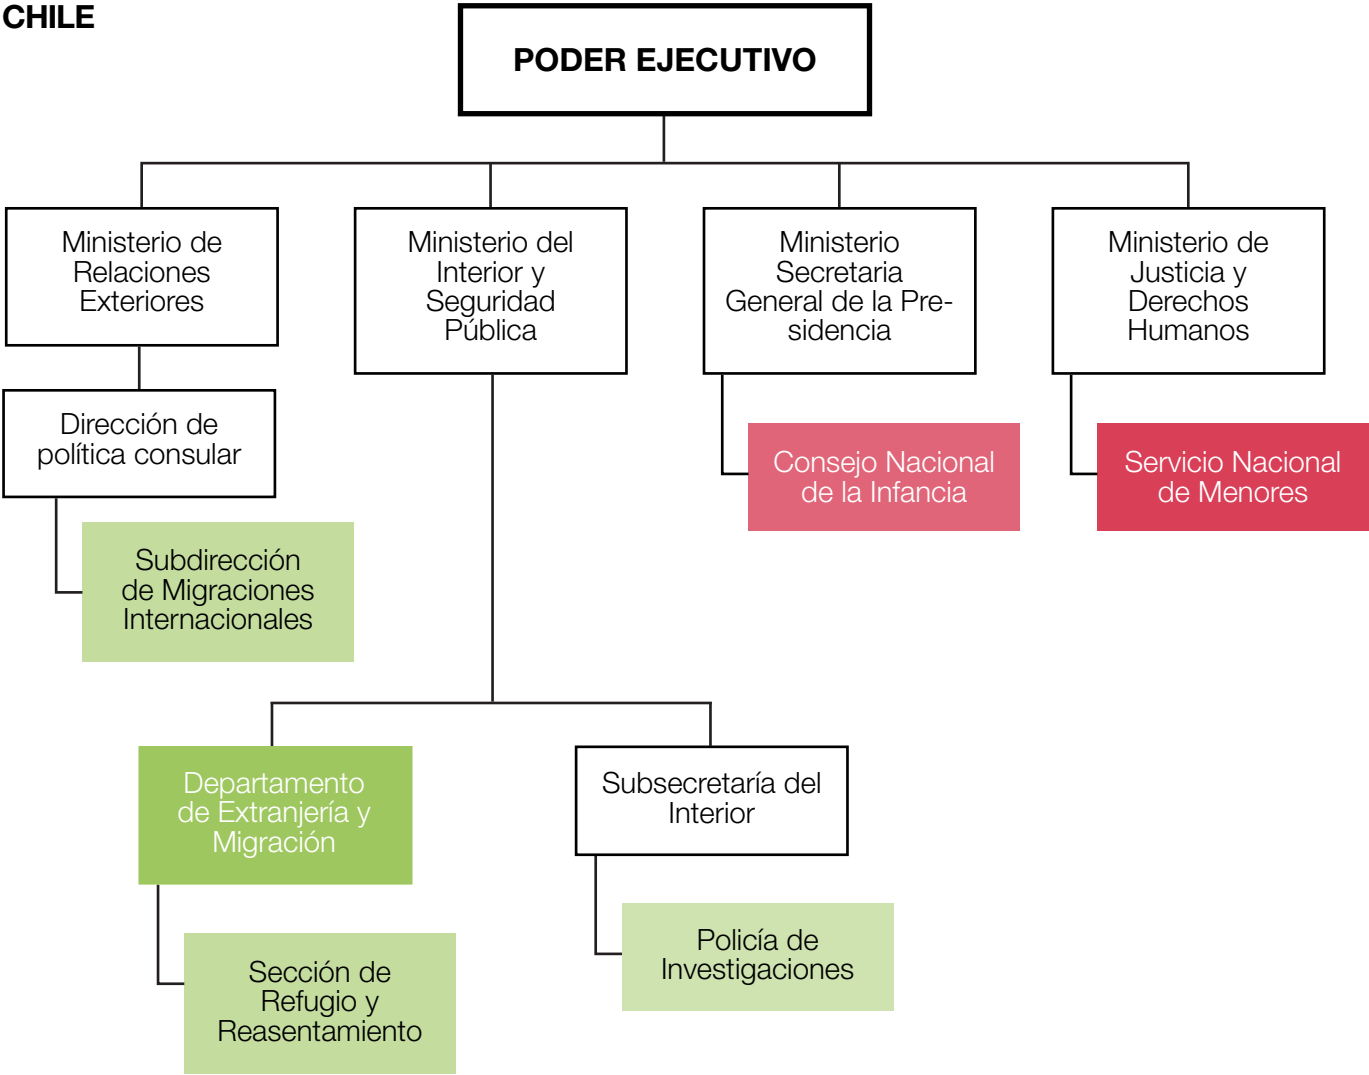 CHILE
PODER EJECUTIVO
Ministerio de
Relaciones
Exteriores
Ministerio del
Interior y
Seguridad
Pública
Ministerio
Secretaria
General de la Pre-
sidencia
Ministerio de
Justicia y
Derechos
Humanos
Dirección de
política consular
Consejo Nacional
de la Infancia
Servicio Nacional
de Menores
Subdirección
de Migraciones
Internacionales
Departamento
de Extranjería y
Migración
Subsecretaría del
Interior
Sección de
Refugio y
Reasentamiento
Policía de
Investigaciones